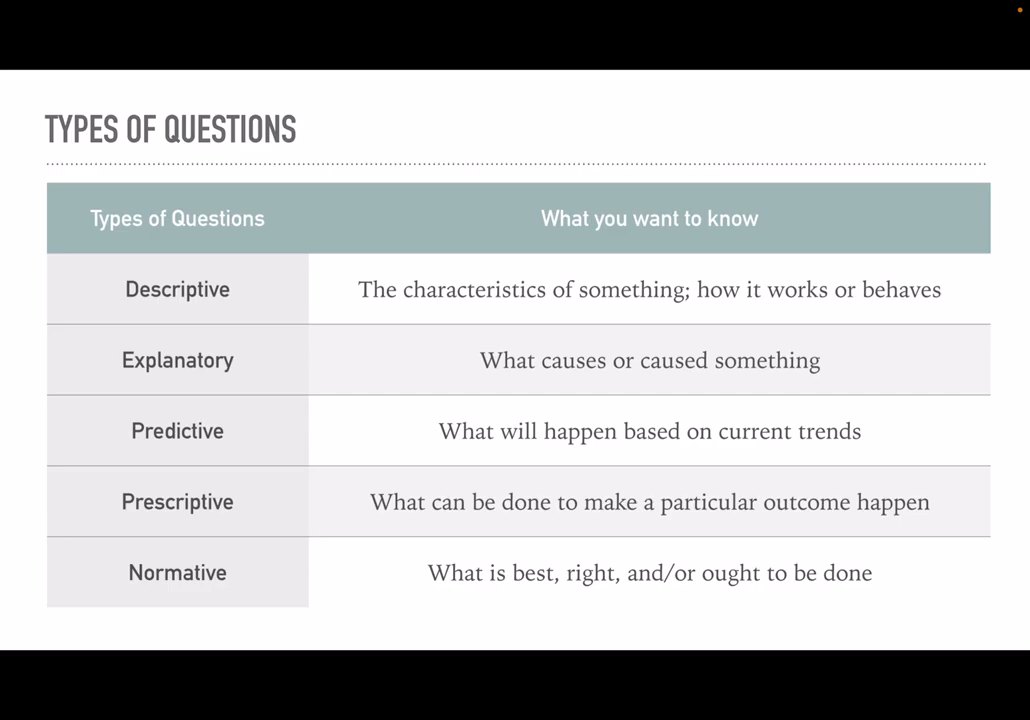 TYPES OF QUESTIONS
Types of Questions What you want to know
Descriptive The characteristics of something; how it works or behaves
Explanatory What causes or caused something
Predictive What will happen based on current trends
Prescriptive What can be done to make a particular outcome happen
Normative What is best, right, and/or ought to be done